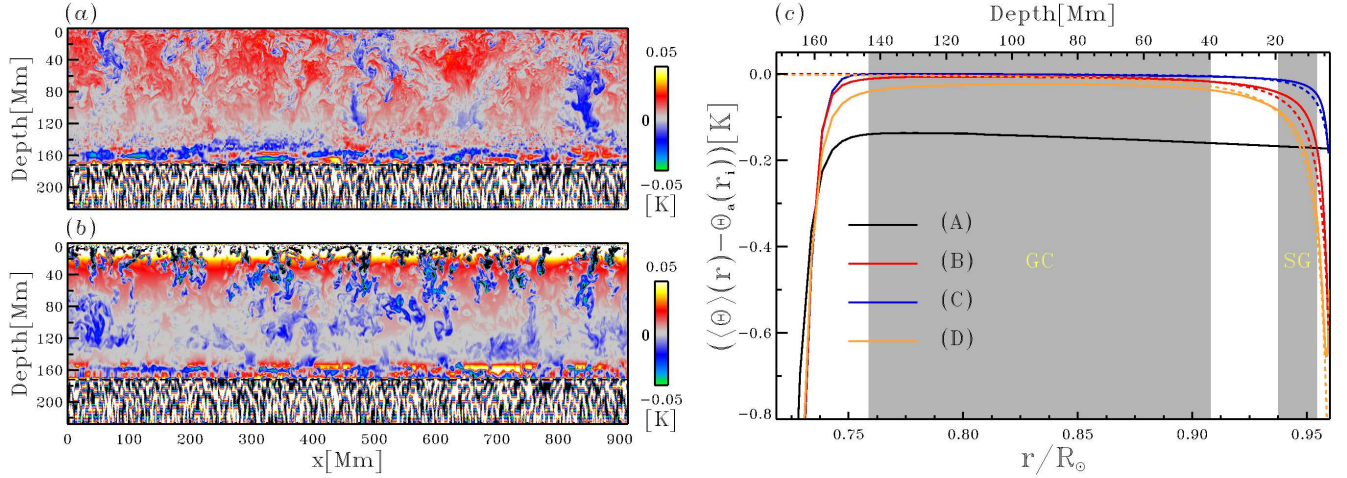 (a)
0
40
80
120
160
200
Depth[Mm]
0.05
0
−0.05
[K]
(b)
0
40
80
120
160
200
Depth[Mm]
0 100 200 300 400 500 600 700 800 900
x[Mm]
0.05
0
−0.05
[K]
(c)
Depth[Mm]
160 140 120 100 80 60 40 20 0
0.0
−0.2
−0.4
−0.6
−0.8
(⟨Θ⟩(r)−Θₐ(rᵢ))[K]
(A)
(B)
(C)
(D)
GC
SG
0.75 0.80 0.85 0.90 0.95
r/R☉